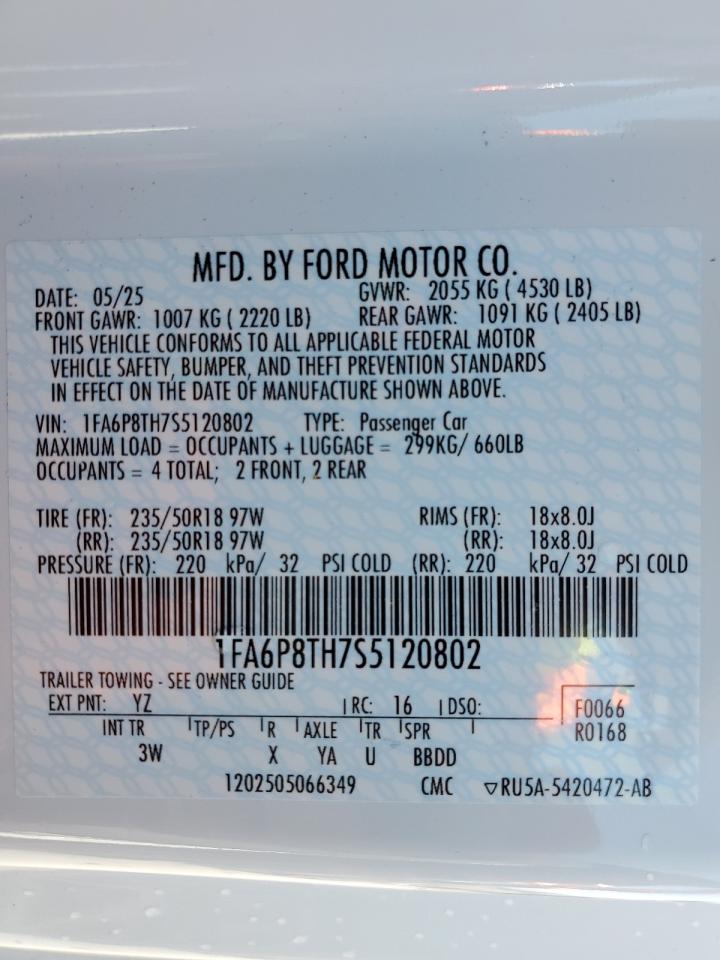 MFD. BY FORD MOTOR CO.
DATE: 05/25 GVWR: 2055 KG ( 4530 LB)
FRONT GAWR: 1007 KG ( 2220 LB) REAR GAWR: 1091 KG ( 2405 LB)
THIS VEHICLE CONFORMS TO ALL APPLICABLE FEDERAL MOTOR
VEHICLE SAFETY, BUMPER, AND THEFT PREVENTION STANDARDS
IN EFFECT ON THE DATE OF MANUFACTURE SHOWN ABOVE.
VIN: 1FA6P8TH7S5120802 TYPE: Passenger Car
MAXIMUM LOAD = OCCUPANTS + LUGGAGE = 299KG/ 660LB
OCCUPANTS = 4 TOTAL; 2 FRONT, 2 REAR
TIRE (FR): 235/50R18 97W RIMS (FR): 18x8.0J
(RR): 235/50R18 97W (RR): 18x8.0J
PRESSURE (FR): 220 kPa/ 32 PSI COLD (RR): 220 kPa/ 32 PSI COLD
1FA6P8TH7S5120802
TRAILER TOWING - SEE OWNER GUIDE
EXT PNT: YZ RC: 16 DSO: F0066
INT TR TP/PS R AXLE TR SPR R0168
3W X YA U BBDD
1202505066349 CMC ▽RU5A-5420472-AB